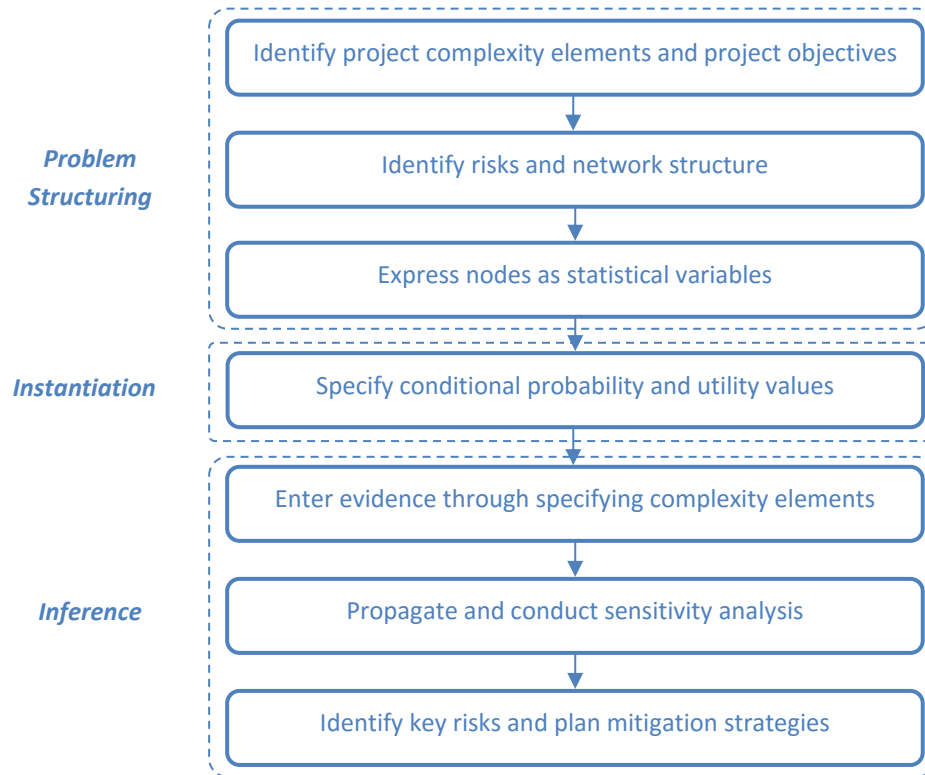 Identify project complexity elements and project objectives
Problem
Structuring
Identify risks and network structure
Express nodes as statistical variables
Instantiation
Specify conditional probability and utility values
Enter evidence through specifying complexity elements
Inference
Propagate and conduct sensitivity analysis
Identify key risks and plan mitigation strategies